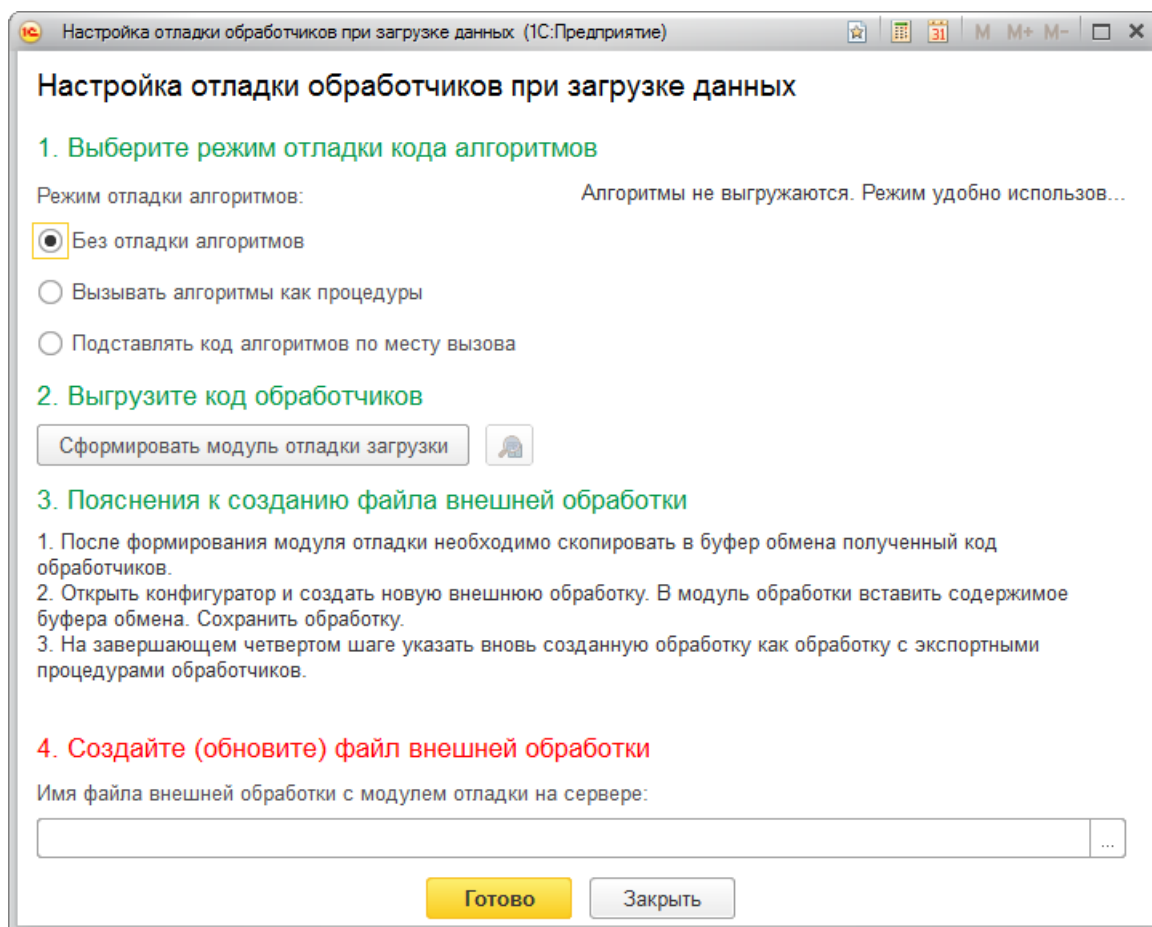 1С Настройка отладки обработчиков при загрузке данных (1С:Предприятие) 31 M M+ M-
Настройка отладки обработчиков при загрузке данных
1. Выберите режим отладки кода алгоритмов
Режим отладки алгоритмов: Алгоритмы не выгружаются. Режим удобно использов...
Без отладки алгоритмов
Вызывать алгоритмы как процедуры
Подставлять код алгоритмов по месту вызова
2. Выгрузите код обработчиков
Сформировать модуль отладки загрузки
3. Пояснения к созданию файла внешней обработки
1. После формирования модуля отладки необходимо скопировать в буфер обмена полученный код
обработчиков.
2. Открыть конфигуратор и создать новую внешнюю обработку. В модуль обработки вставить содержимое
буфера обмена. Сохранить обработку.
3. На завершающем четвертом шаге указать вновь созданную обработку как обработку с экспортными
процедурами обработчиков.
4. Создайте (обновите) файл внешней обработки
Имя файла внешней обработки с модулем отладки на сервере:
...
Готово Закрыть